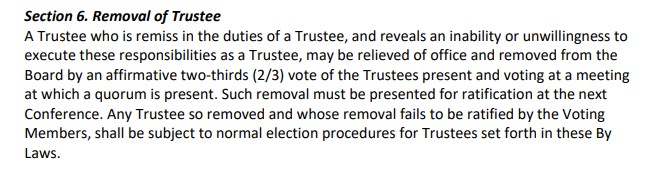 Section 6. Removal of Trustee
A Trustee who is remiss in the duties of a Trustee, and reveals an inability or unwillingness to
execute these responsibilities as a Trustee, may be relieved of office and removed from the
Board by an affirmative two-thirds (2/3) vote of the Trustees present and voting at a meeting
at which a quorum is present. Such removal must be presented for ratification at the next
Conference. Any Trustee so removed and whose removal fails to be ratified by the Voting
Members, shall be subject to normal election procedures for Trustees set forth in these By
Laws.